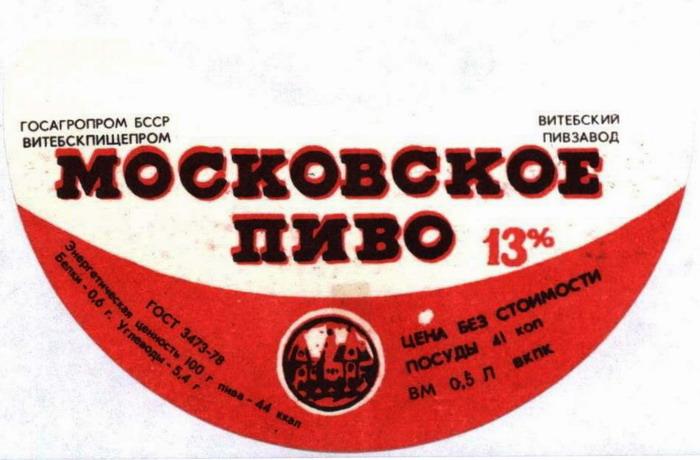 ГОСАГРОПРОМ БССР
ВИТЕБСКПИЩЕПРОМ
ВИТЕБСКИЙ
ПИВЗАВОД
МОСКОВСКОЕ
ПИВО
13%
ГОСТ 3473-78
Энергетическая ценность 100 г пива - 44 ккал
Белки - 0,6 г. Углеводы - 5,4 г.
ЦЕНА БЕЗ СТОИМОСТИ
ПОСУДЫ 41 коп
ВМ 0,5 Л ВКПК